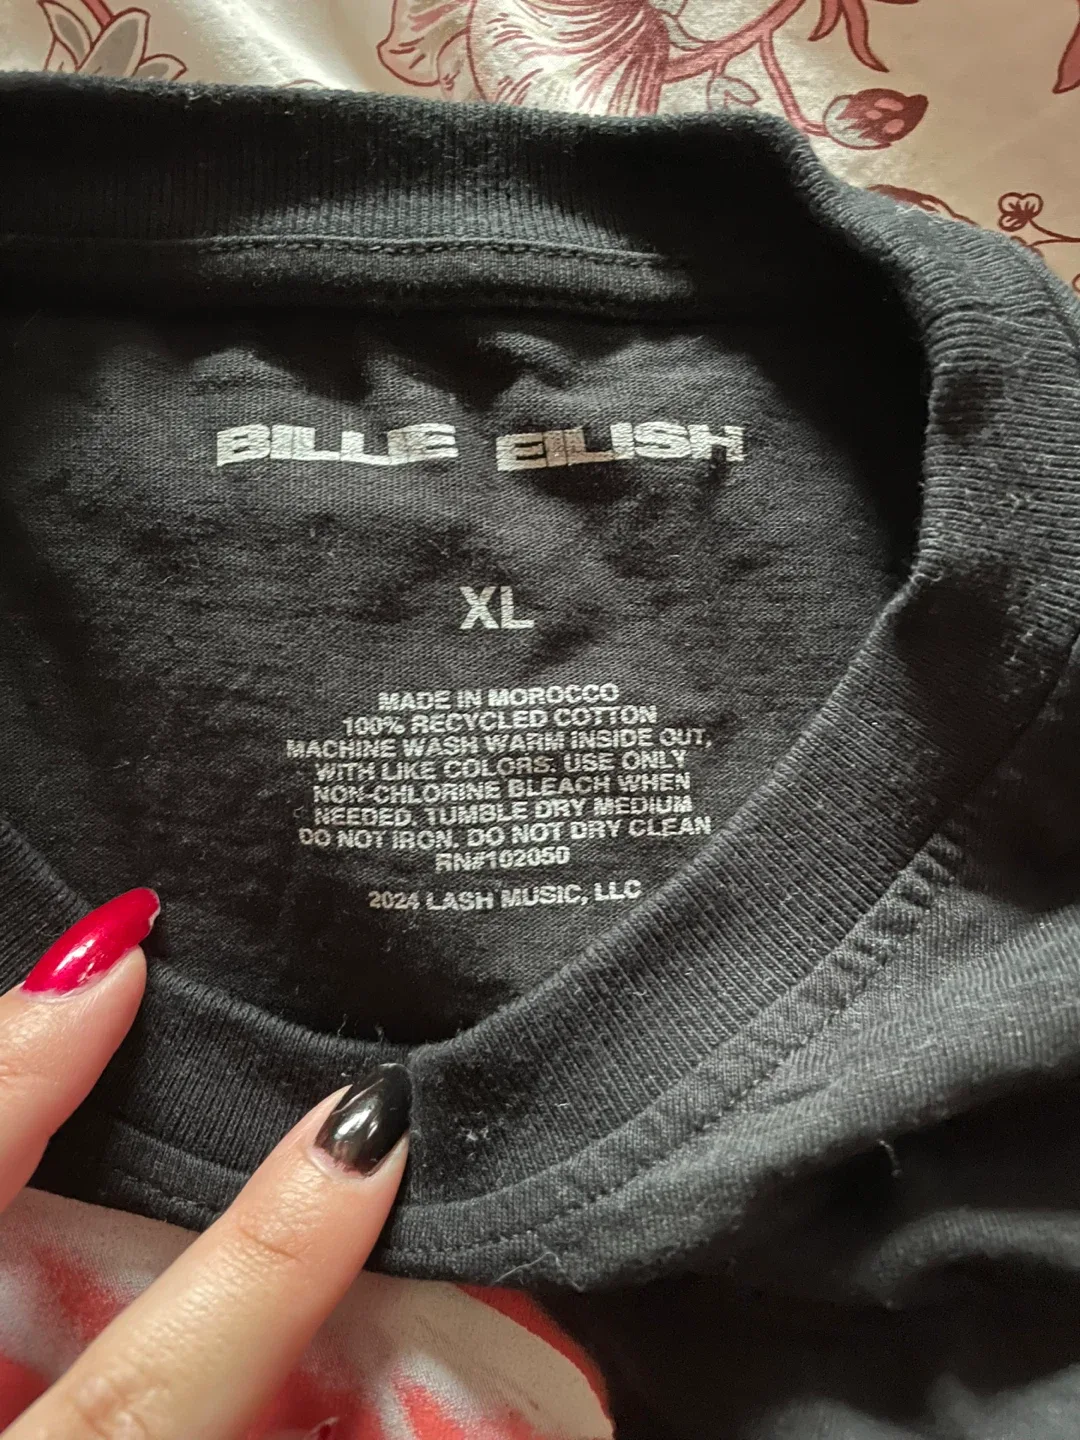 BILLIE EILISH
XL
MADE IN MOROCCO
100% RECYCLED COTTON
MACHINE WASH WARM INSIDE OUT,
WITH LIKE COLORS. USE ONLY
NON-CHLORINE BLEACH WHEN
NEEDED. TUMBLE DRY MEDIUM
DO NOT IRON. DO NOT DRY CLEAN
RN#102050
2024 LASH MUSIC, LLC